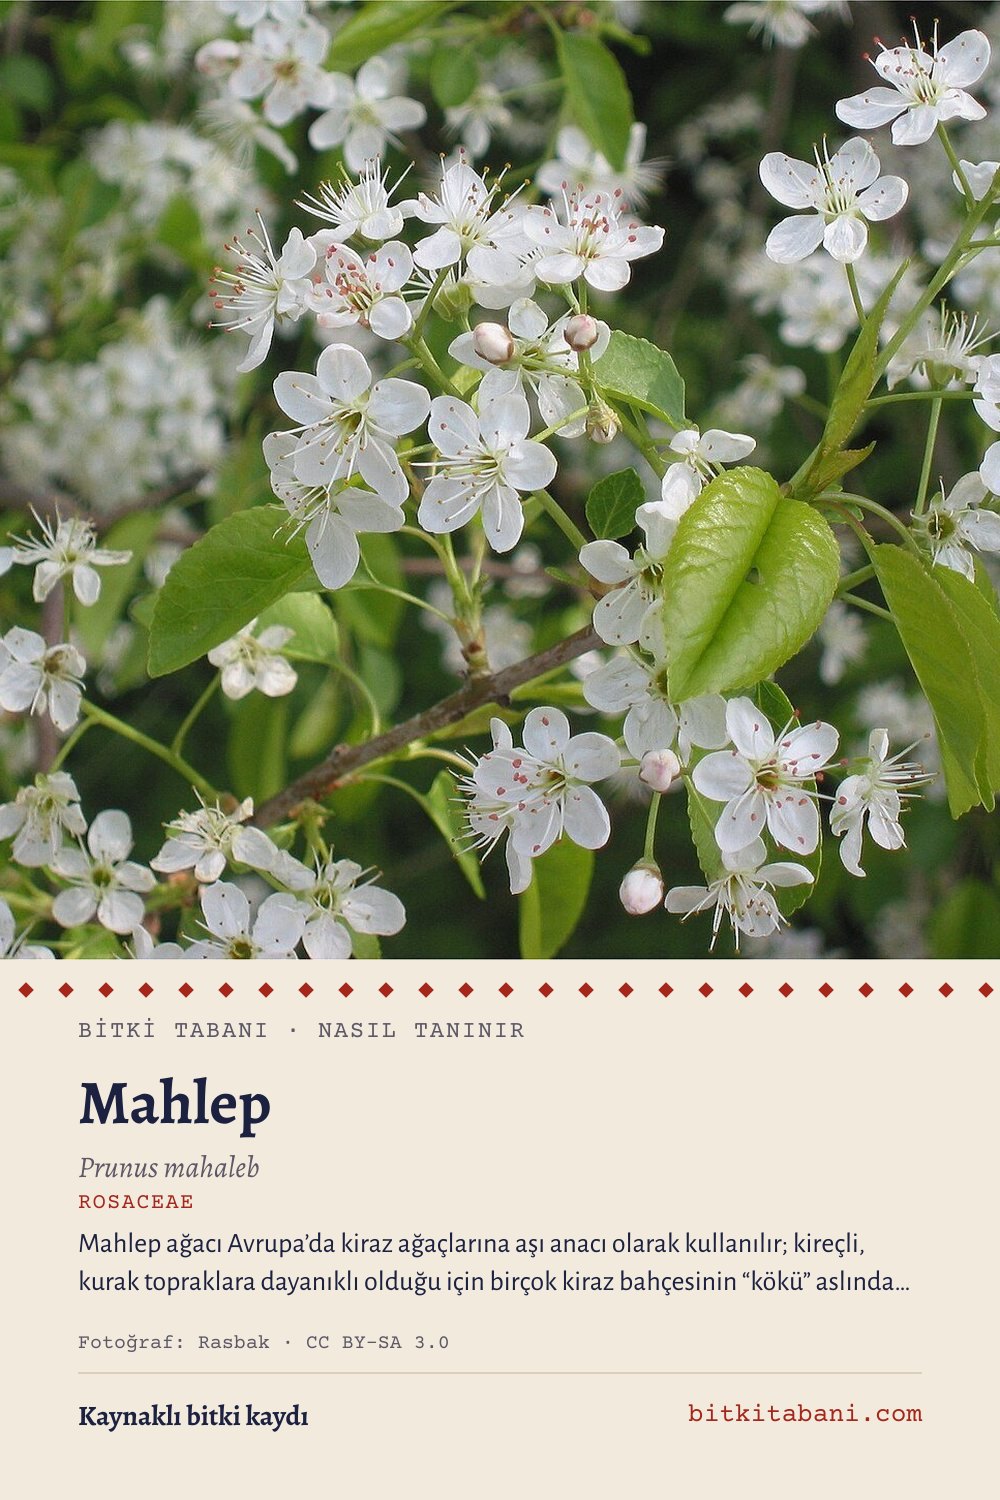 BİTKİ TABANI · NASIL TANINIR
Mahlep
Prunus mahaleb
ROSACEAE
Mahlep ağacı Avrupa’da kiraz ağaçlarına aşı anacı olarak kullanılır; kireçli,
kurak topraklara dayanıklı olduğu için birçok kiraz bahçesinin “kökü” aslında…
Fotoğraf: Rasbak · CC BY-SA 3.0
Kaynaklı bitki kaydı
bitkitabani.com